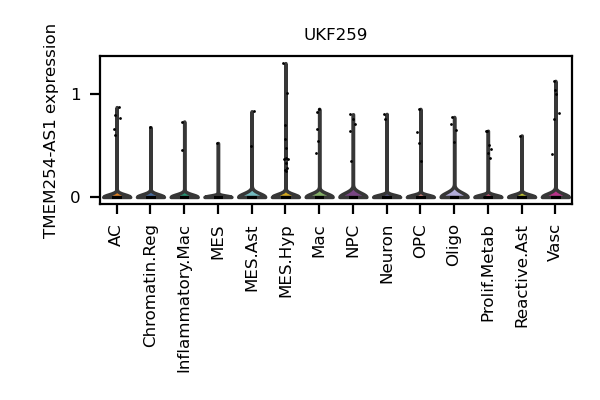 UKF259
TMEM254-AS1 expression
1
0
AC
Chromatin.Reg
Inflammatory.Mac
MES
MES.Ast
MES.Hyp
Mac
NPC
Neuron
OPC
Oligo
Prolif.Metab
Reactive.Ast
Vasc